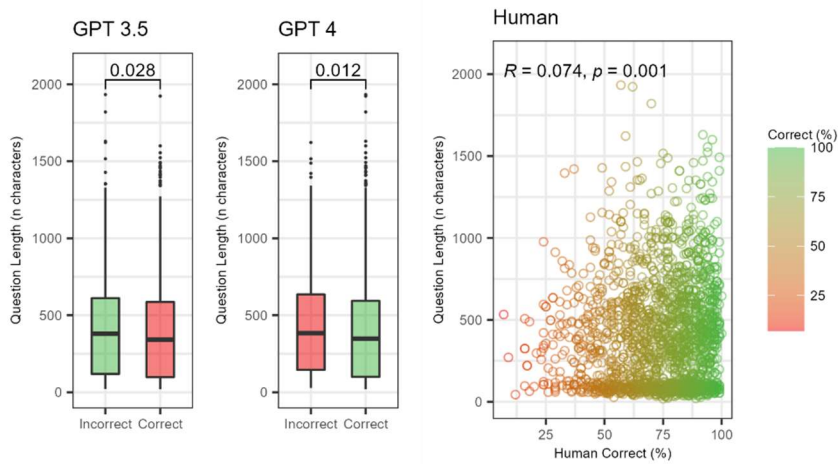 GPT 3.5
0.028
2000
1500
1000
500
0
Question Length (n characters)
Incorrect Correct
GPT 4
0.012
2000
1500
1000
500
0
Question Length (n characters)
Incorrect Correct
Human
R = 0.074, p = 0.001
2000
1500
1000
500
0
Question Length (n characters)
25 50 75 100
Human Correct (%)
Correct (%)
100
75
50
25